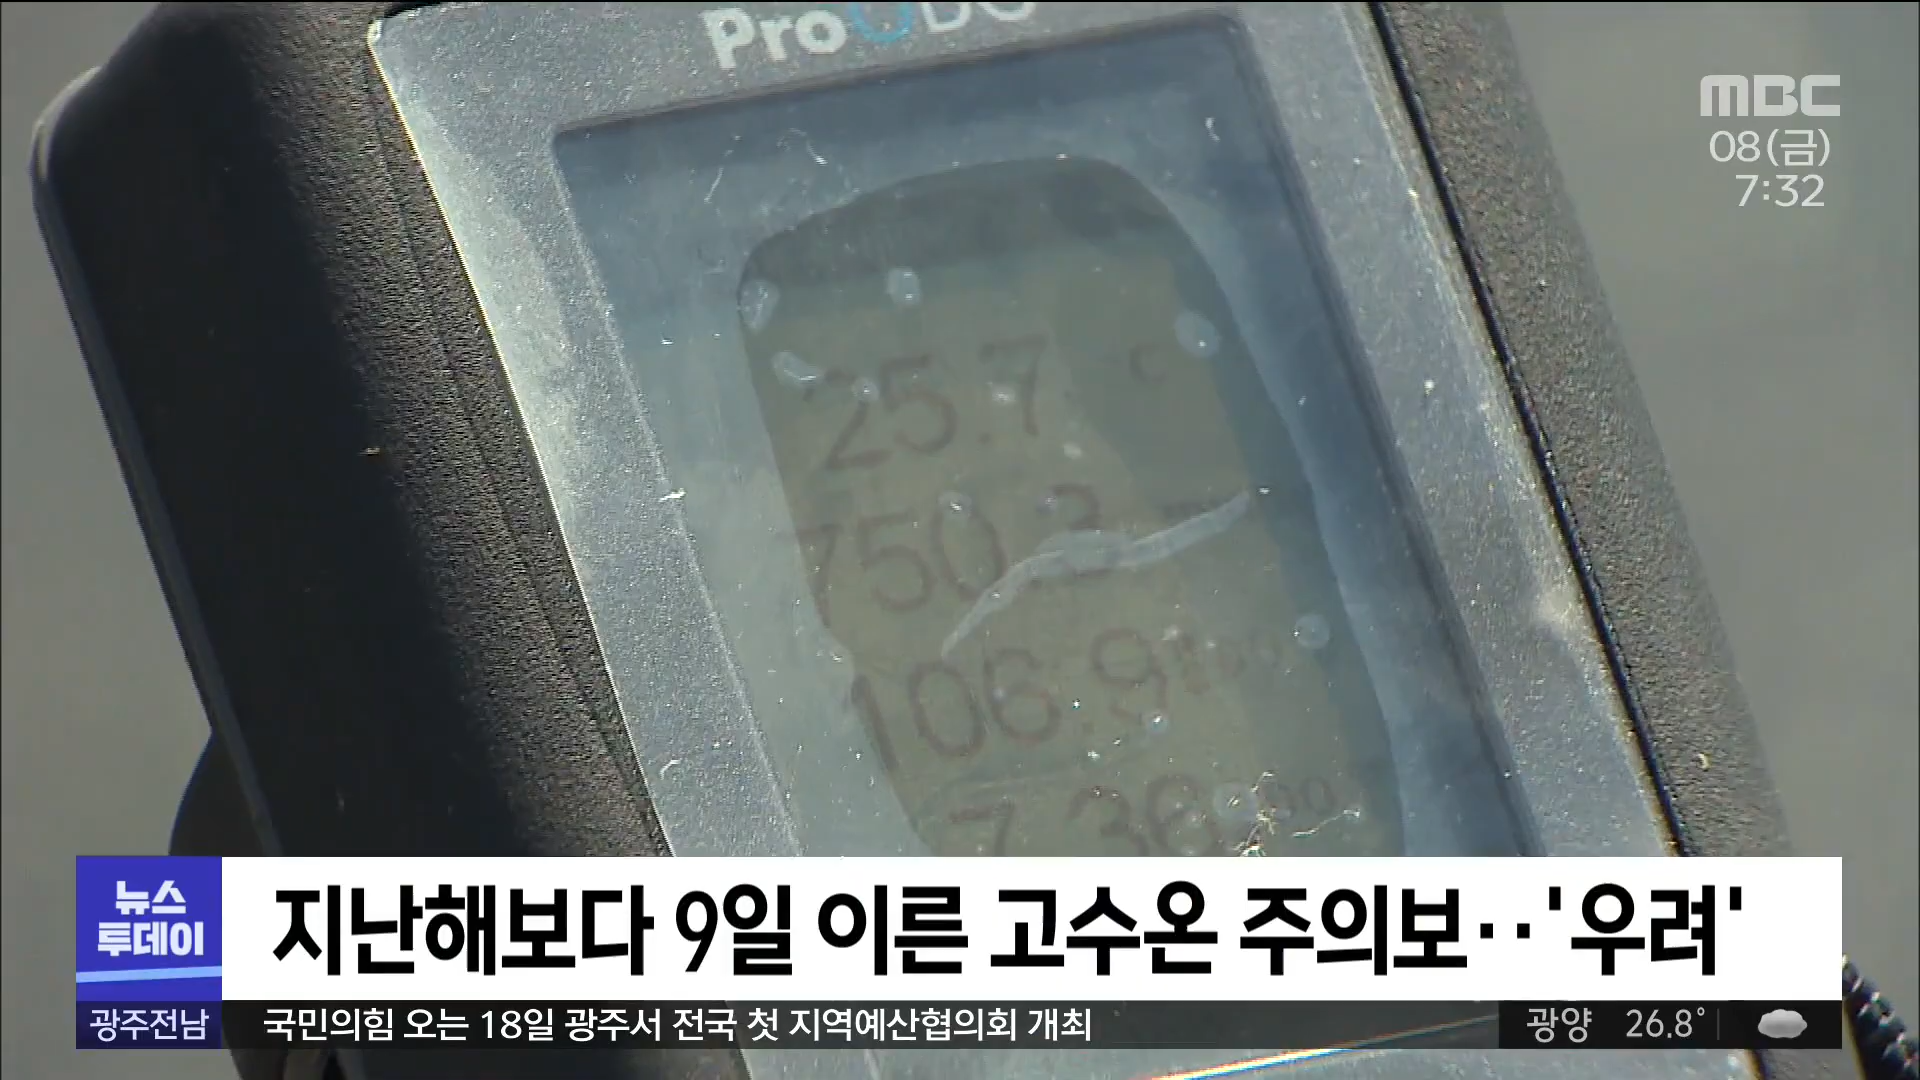 Pro
MBC
08(금)
7:32
25.7 °C
750.3
106.9
7.36
뉴스
투데이
지난해보다 9일 이른 고수온 주의보··'우려'
광주전남
국민의힘 오는 18일 광주서 전국 첫 지역예산협의회 개최
광양 26.8°